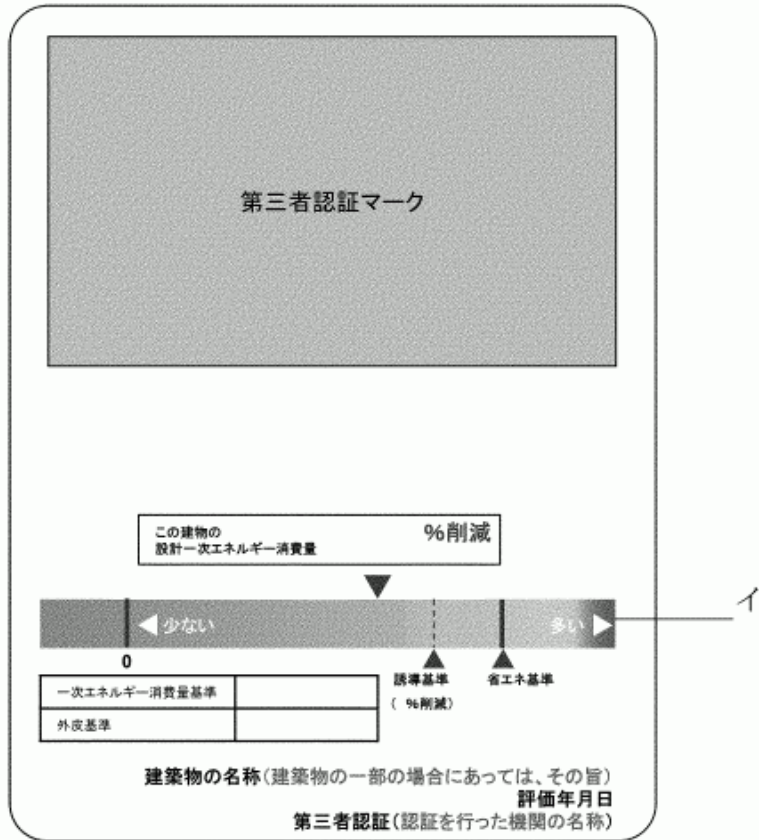 第三者認証マーク
この建物の
設計一次エネルギー消費量
%削減
少ない
多い
イ
0
誘導基準
( %削減)
省エネ基準
一次エネルギー消費量基準
外皮基準
建築物の名称(建築物の一部の場合にあっては、その旨)
評価年月日
第三者認証(認証を行った機関の名称)